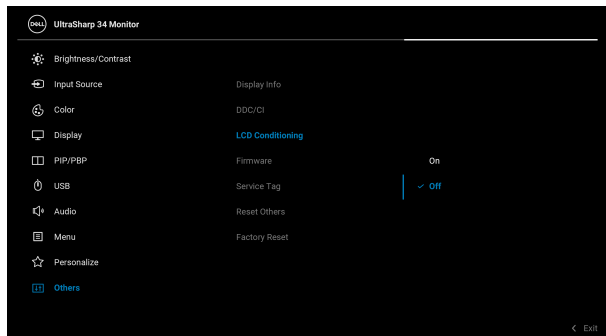 DELL UltraSharp 34 Monitor
Brightness/Contrast
Input Source
Display Info
Color
DDC/CI
Display
LCD Conditioning
PIP/PBP
Firmware
On
USB
Service Tag
✓ Off
Audio
Reset Others
Menu
Factory Reset
Personalize
Others
< Exit